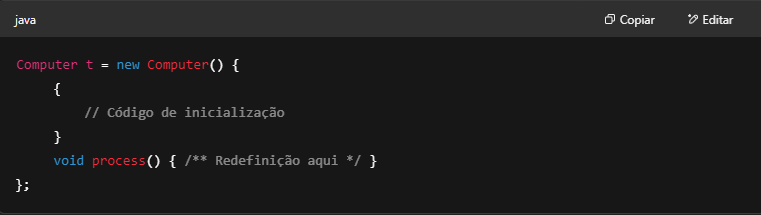 java Copiar Editar
Computer t = new Computer() {
{
// Código de inicialização
}
void process() { /** Redefinição aqui */ }
};